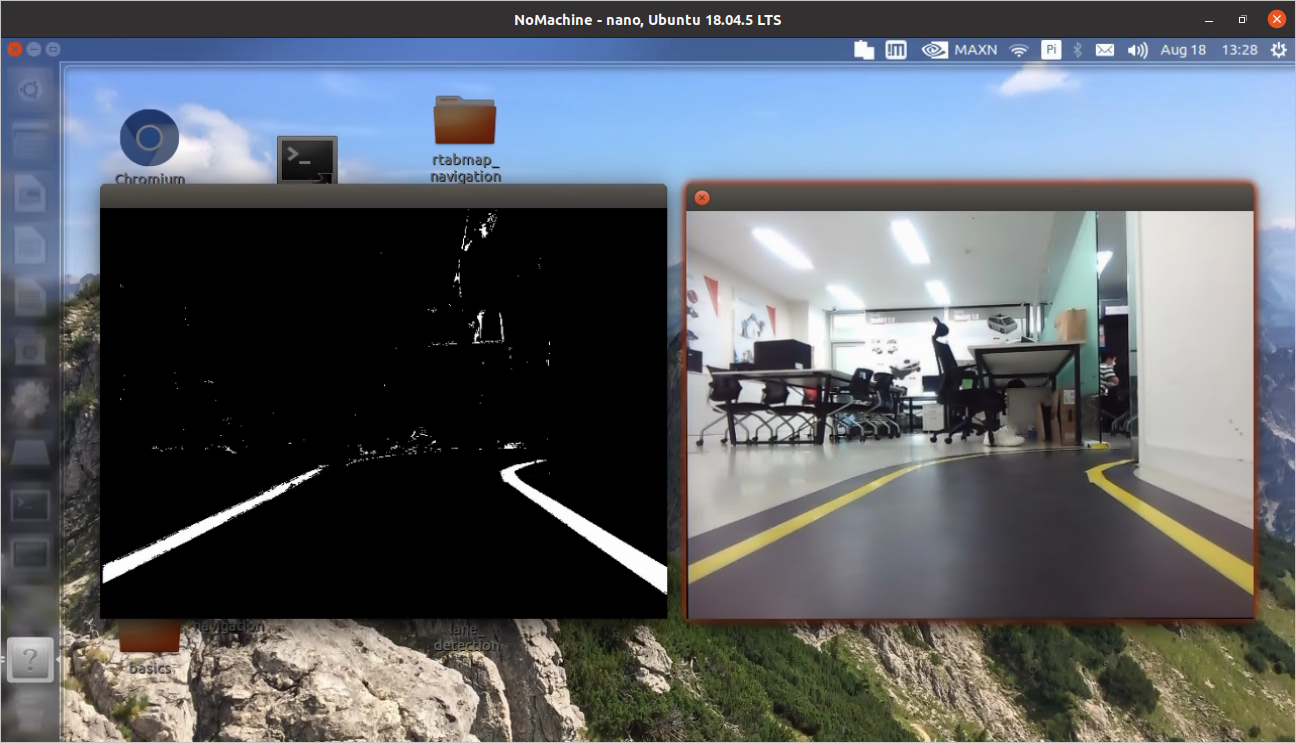 NoMachine - nano, Ubuntu 18.04.5 LTS
MAXN
Pi
Aug 18
13:28
Chromium
rtabmap_
navigation
navigation
lane_
detection
basics